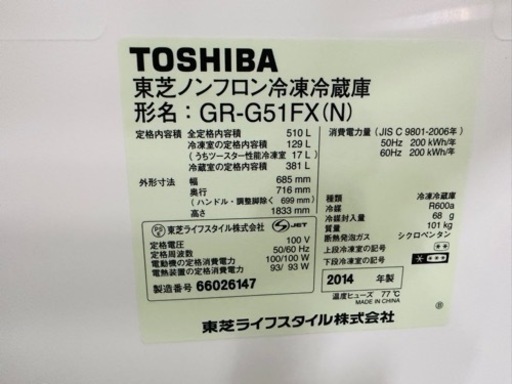 TOSHIBA
東芝ノンフロン冷凍冷蔵庫
形名：GR-G51FX(N)
定格内容積 全定格内容積 510 L
冷凍室の定格内容積 129 L
(うちツースター性能冷凍室 17 L)
冷蔵室の定格内容積 381 L
外形寸法 幅 685 mm
奥行 716 mm
(ハンドル・調整脚除く 699 mm)
高さ 1833 mm
消費電力量 (JIS C 9801-2006年)
50Hz 200 kWh/年
60Hz 200 kWh/年
種類 冷凍冷蔵庫
冷媒 R600a
冷媒封入量 68 g
質量 101 kg
断熱発泡ガス シクロペンタン
上段冷凍室の記号
下段冷凍室の記号
東芝ライフスタイル株式会社 JET
定格電圧 100 V
定格周波数 50/60 Hz
電動機の定格消費電力 100/100 W
電熱装置の定格消費電力 93/ 93 W
製造番号 66026147
2014 年製
温度ヒューズ 77℃
MADE IN CHINA
東芝ライフスタイル株式会社